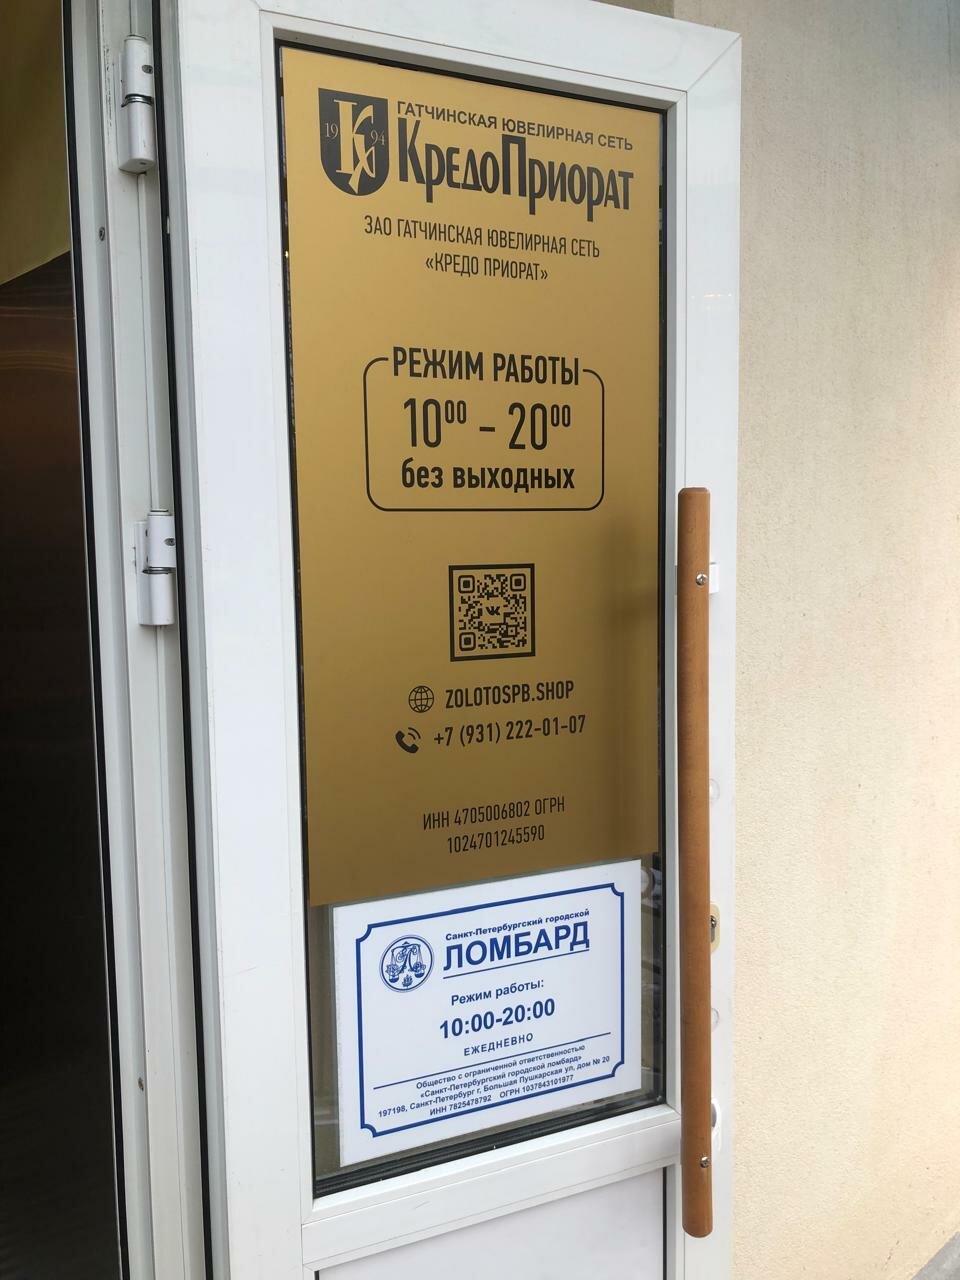 19 94
ГАТЧИНСКАЯ ЮВЕЛИРНАЯ СЕТЬ
КредоПриорат
ЗАО ГАТЧИНСКАЯ ЮВЕЛИРНАЯ СЕТЬ
«КРЕДО ПРИОРАТ»
РЕЖИМ РАБОТЫ
10⁰⁰ – 20⁰⁰
без выходных
ZOLOTOSPB.SHOP
+7 (931) 222-01-07
ИНН 4705006802 ОГРН
1024701245590
Санкт-Петербургский городской
ЛОМБАРД
Режим работы:
10:00-20:00
ЕЖЕДНЕВНО
Общество с ограниченной ответственностью
«Санкт-Петербургский городской ломбард»
197198, Санкт-Петербург г, Большая Пушкарская ул, дом № 20
ИНН 7825478792 ОГРН 1037843101977